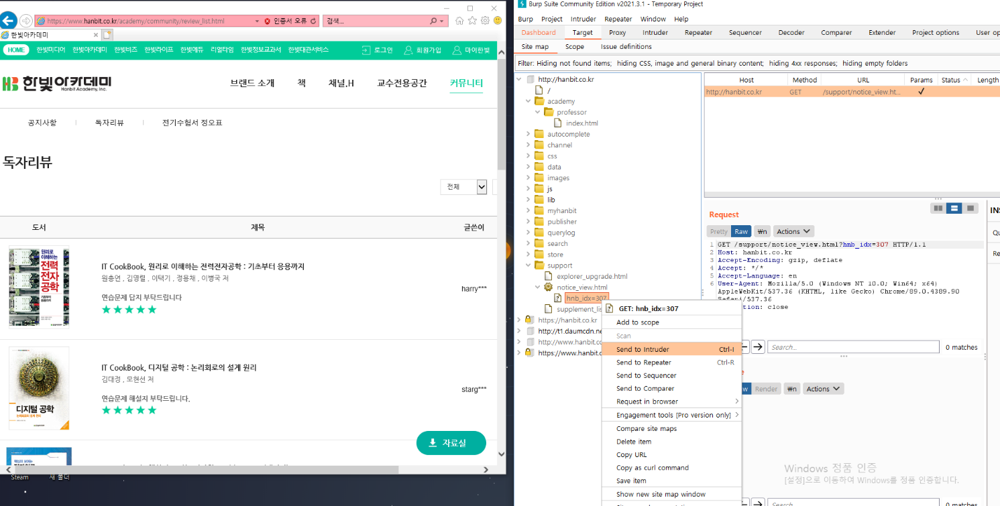 https://www.hanbit.co.kr/academy/community/review_list.html
인증서 오류
검색...
한빛아카데미
HOME 한빛미디어 한빛아카데미 한빛비즈 한빛라이프 한빛에듀 리얼타임 한빛정보교과서 한빛대관서비스 로그인 회원가입 마이한빛
한빛아카데미
Hanbit Academy, Inc.
브랜드 소개 책 채널.H 교수전용공간 커뮤니티
공지사항 독자리뷰 전기수험서 정오표
독자리뷰
전체
도서 제목 글쓴이
원리로
이해하는
전력
전자
공학
기초부터 응용까지
IT CookBook, 원리로 이해하는 전력전자공학 : 기초부터 응용까지
원충연 , 김영렬 , 이택기 , 정용채 , 이병국 저
연습문제 답지 부탁드립니다
harry***
디지털 공학
논리회로의 설계 원리
IT CookBook, 디지털 공학 : 논리회로의 설계 원리
김대정 , 모현선 저
연습문제 해설지 부탁드립니다.
starg***
자료실
Steam
새 폴더
Burp Suite Community Edition v2021.3.1 - Temporary Project
Burp Project Intruder Repeater Window Help
Dashboard Target Proxy Intruder Repeater Sequencer Decoder Comparer Extender Project options User op
Site map Scope Issue definitions
Filter: Hiding not found items; hiding CSS, image and general binary content; hiding 4xx responses; hiding empty folders
http://hanbit.co.kr
/
academy
professor
index.html
autocomplete
channel
css
data
images
js
lib
myhanbit
publisher
querylog
search
store
support
explorer_upgrade.html
notice_view.html
hnb_idx=307
supplement_lis
https://hanbit.co.kr
http://t1.daumcdn.ne
http://www.hanbit.co
https://www.hanbit.c
Host Method URL Params Status Length
http://hanbit.co.kr GET /support/notice_view.ht... ✓
Request
Pretty Raw ₩n Actions
1 GET /support/notice_view.html?hnb_idx=307 HTTP/1.1
2 Host: hanbit.co.kr
3 Accept-Encoding: gzip, deflate
4 Accept: */*
5 Accept-Language: en
6 User-Agent: Mozilla/5.0 (Windows NT 10.0; Win64; x64)
AppleWebKit/537.36 (KHTML, like Gecko) Chrome/89.0.4389.90
Safari/537.36
tion: close
INS
Qu
Re
GET: hnb_idx=307
Add to scope
Scan
Send to Intruder Ctrl-I
Send to Repeater Ctrl-R
Send to Sequencer
Send to Comparer
Request in browser
Engagement tools [Pro version only]
Compare site maps
Delete item
Copy URL
Copy as curl command
Save item
Show new site map window
Search... 0 matches
e
w Render ₩n Actions
Windows 정품 인증
[설정]으로 이동하여 Windows를 정품 인증합니다.
Search... 0 matches